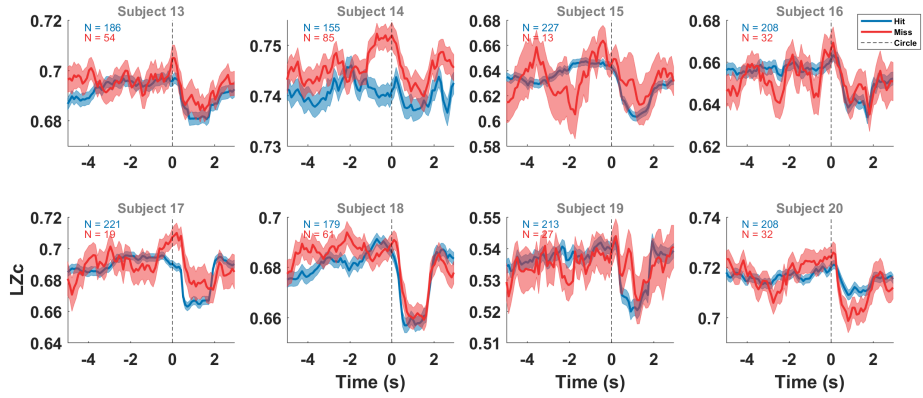 Subject 13
N = 186
N = 54
0.72
0.7
0.68
-4 -2 0 2
Subject 14
N = 155
N = 85
0.75
0.74
0.73
-4 -2 0 2
Subject 15
N = 227
N = 13
0.68
0.66
0.64
0.62
0.6
0.58
-4 -2 0 2
Subject 16
N = 208
N = 32
0.68
0.66
0.64
0.62
-4 -2 0 2
Hit
Miss
Circle
LZc
Subject 17
N = 221
N = 19
0.72
0.7
0.68
0.66
0.64
-4 -2 0 2
Subject 18
N = 179
N = 61
0.7
0.68
0.66
-4 -2 0 2
Time (s)
Subject 19
N = 213
N = 27
0.55
0.54
0.53
0.52
0.51
-4 -2 0 2
Subject 20
N = 208
N = 32
0.74
0.72
0.7
-4 -2 0 2
Time (s)